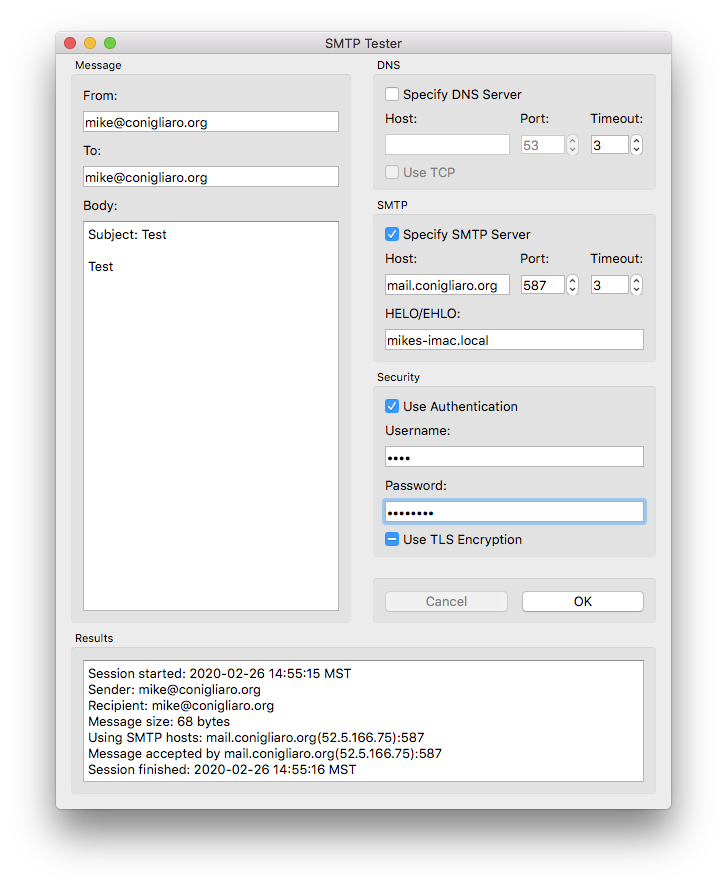 SMTP Tester
Message
From:
mike@conigliaro.org
To:
mike@conigliaro.org
Body:
Subject: Test
Test
DNS
Specify DNS Server
Host: Port: Timeout:
53 3
Use TCP
SMTP
Specify SMTP Server
Host: Port: Timeout:
mail.conigliaro.org 587 3
HELO/EHLO:
mikes-imac.local
Security
Use Authentication
Username:
••••
Password:
••••••••
Use TLS Encryption
Cancel OK
Results
Session started: 2020-02-26 14:55:15 MST
Sender: mike@conigliaro.org
Recipient: mike@conigliaro.org
Message size: 68 bytes
Using SMTP hosts: mail.conigliaro.org(52.5.166.75):587
Message accepted by mail.conigliaro.org(52.5.166.75):587
Session finished: 2020-02-26 14:55:16 MST